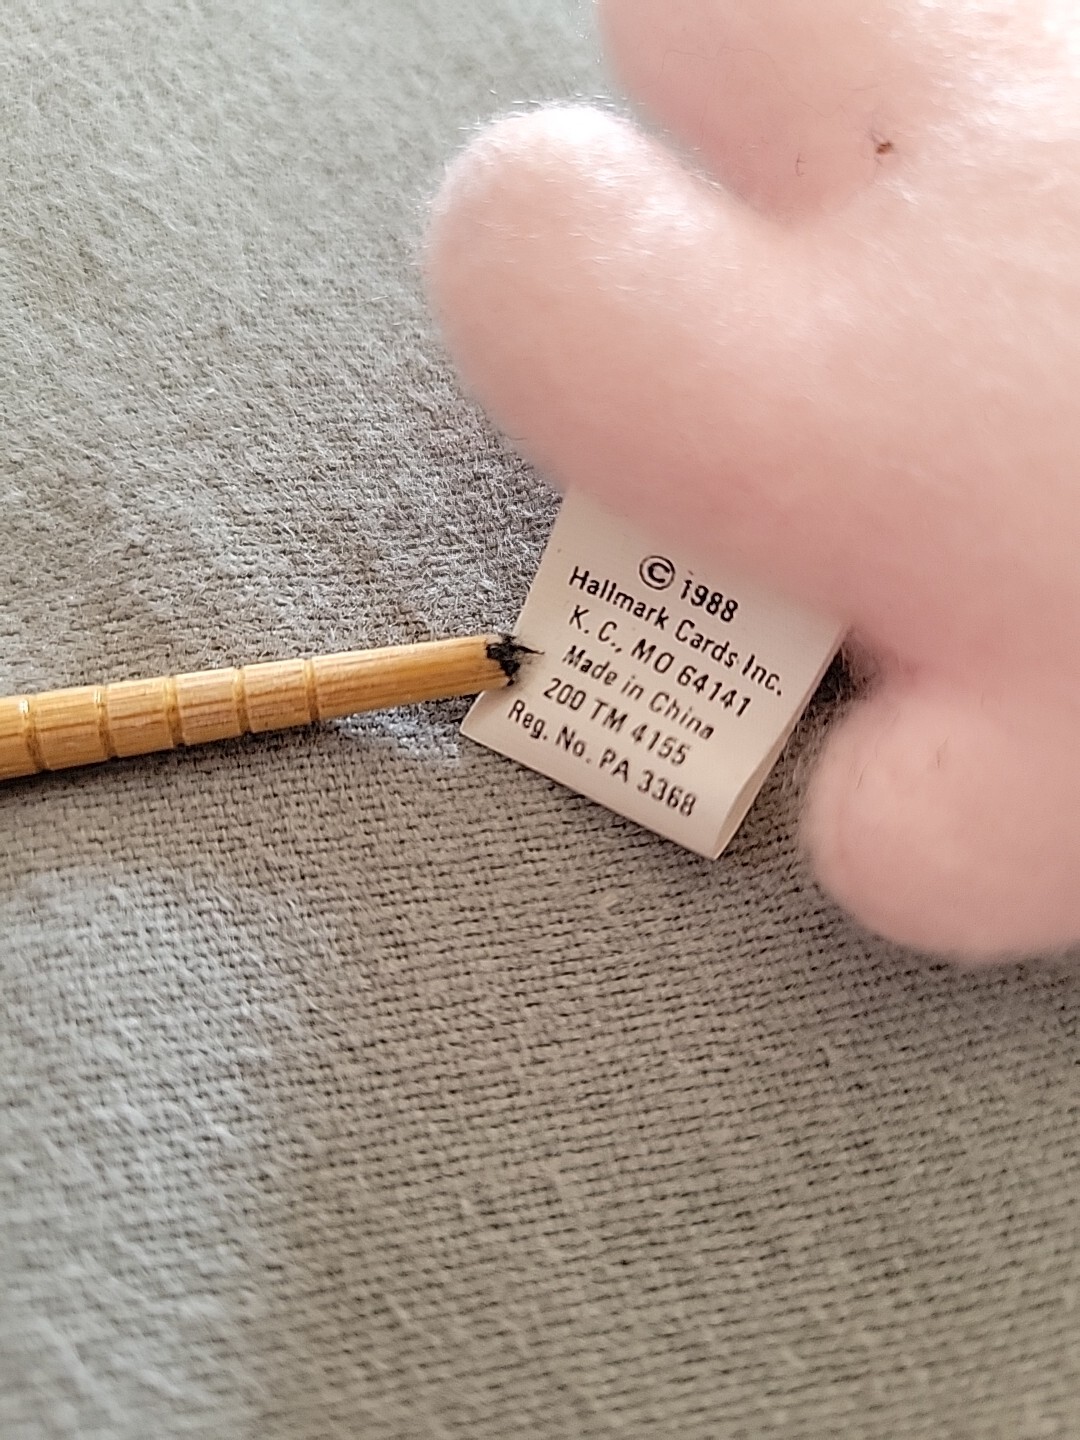 © 1988
Hallmark Cards Inc.
K. C., MO 64141
Made in China
200 TM 4155
Reg. No. PA 3368